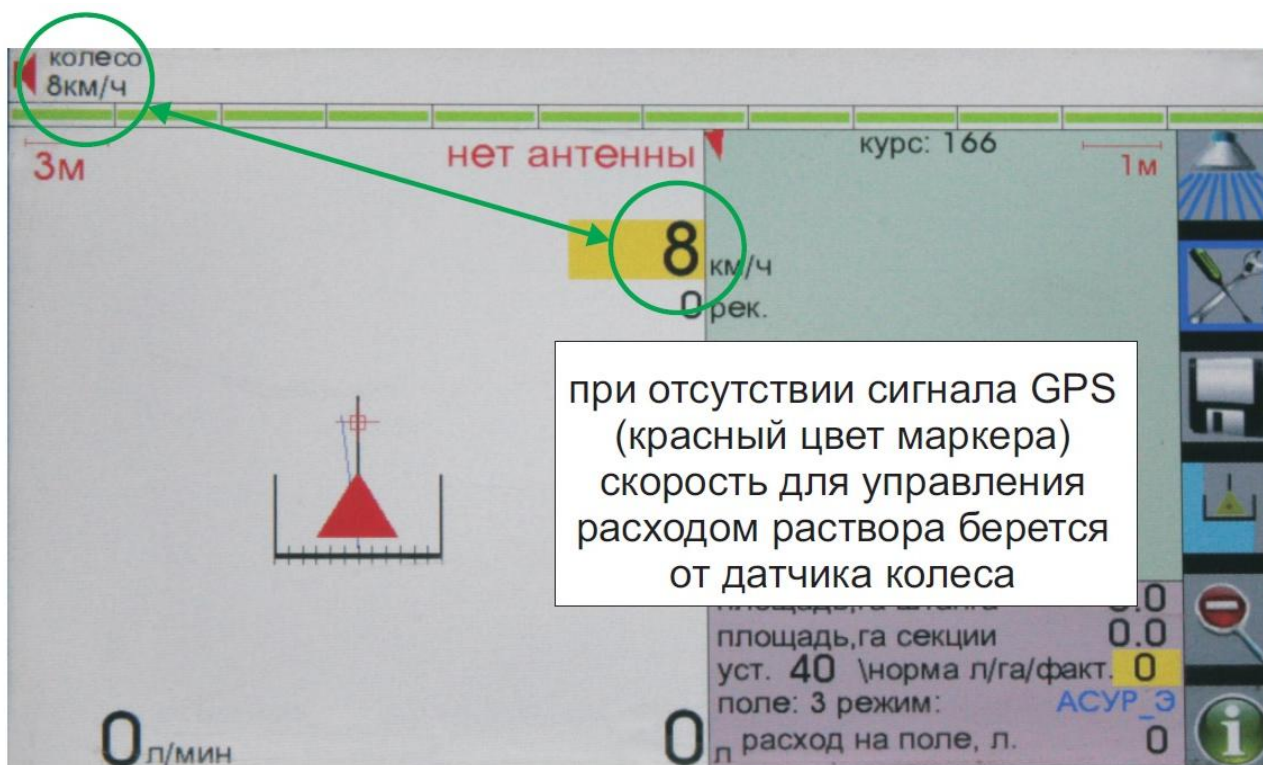 колесо
8км/ч
3м
нет антенны
курс: 166
1м
8 км/ч
0 рек.
при отсутствии сигнала GPS
(красный цвет маркера)
скорость для управления
расходом раствора берется
от датчика колеса
площадь,га секции 0.0
уст. 40 \норма л/га/факт. 0
поле: 3 режим: АСУР_Э
0 л/мин
0 л
расход на поле, л. 0